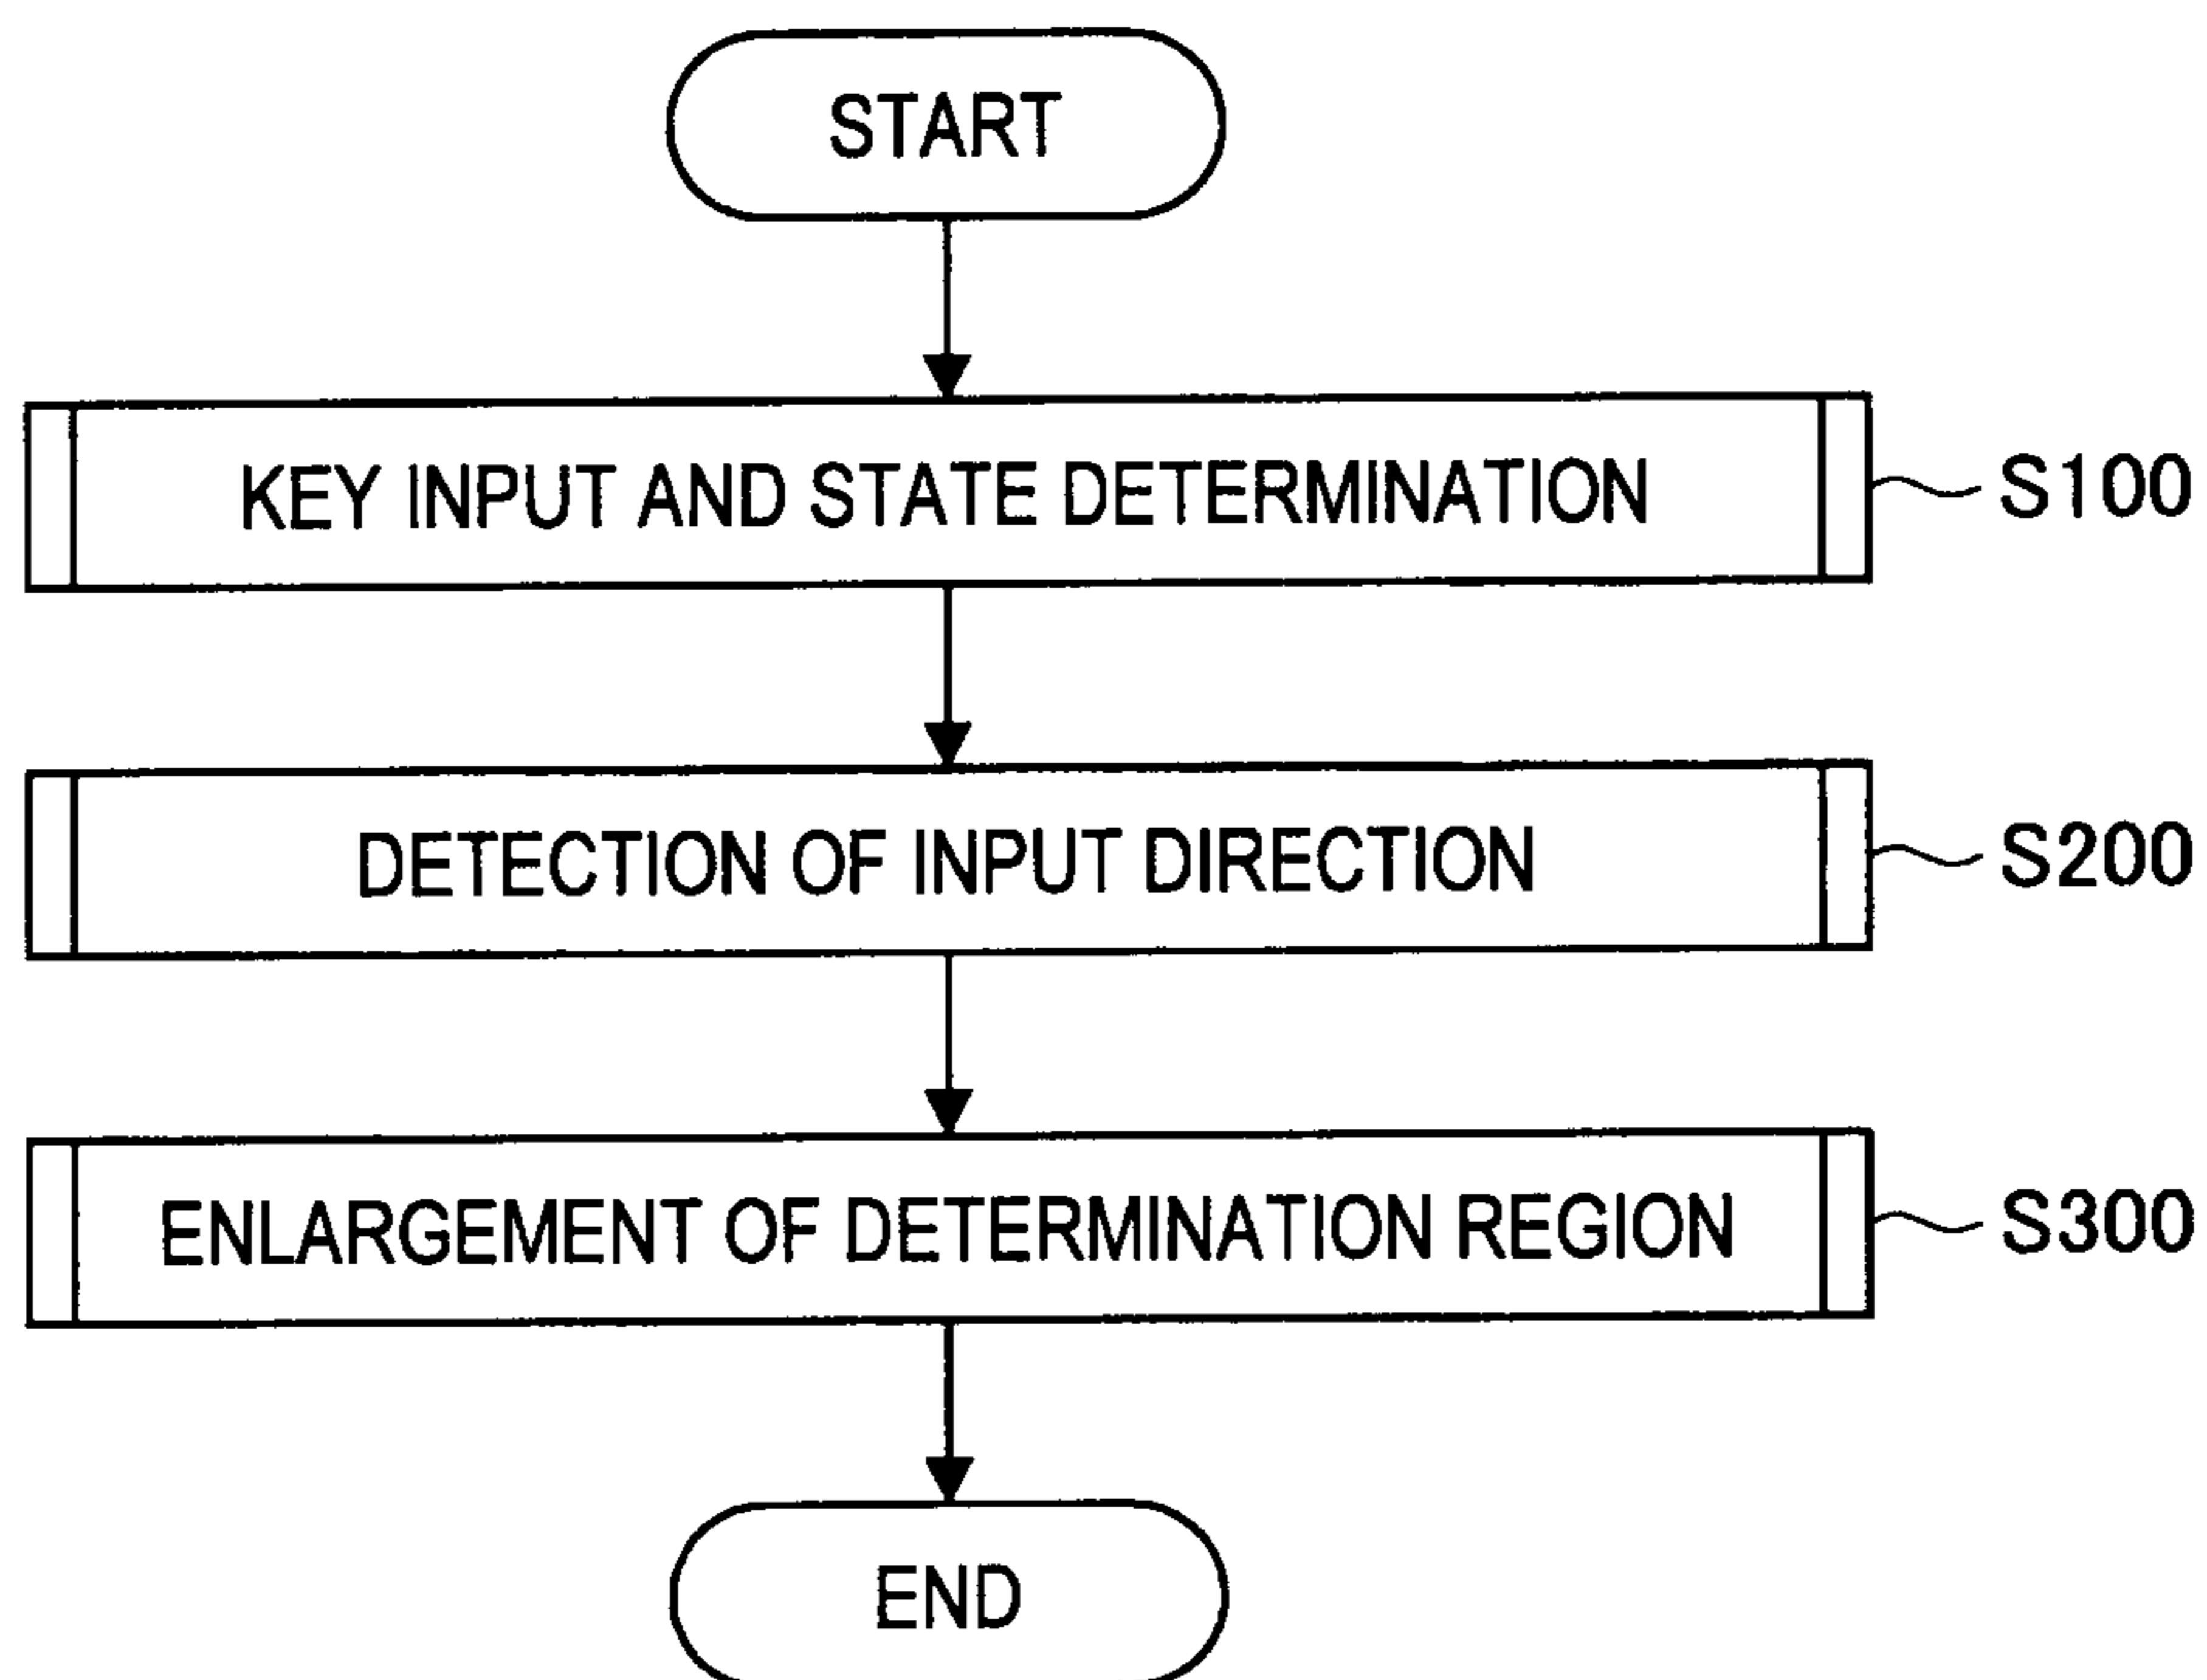 START
KEY INPUT AND STATE DETERMINATION
S100
DETECTION OF INPUT DIRECTION
S200
ENLARGEMENT OF DETERMINATION REGION
S300
END